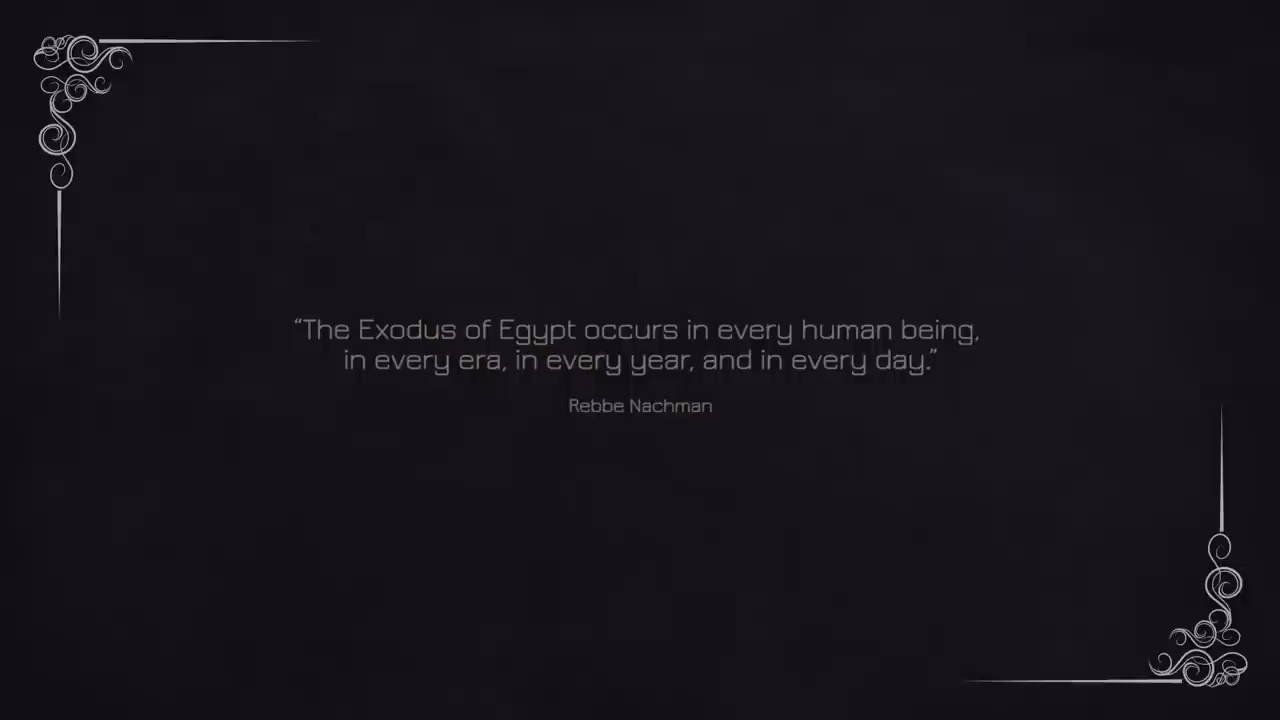 “The Exodus of Egypt occurs in every human being,
in every era, in every year, and in every day.”
Rebbe Nachman